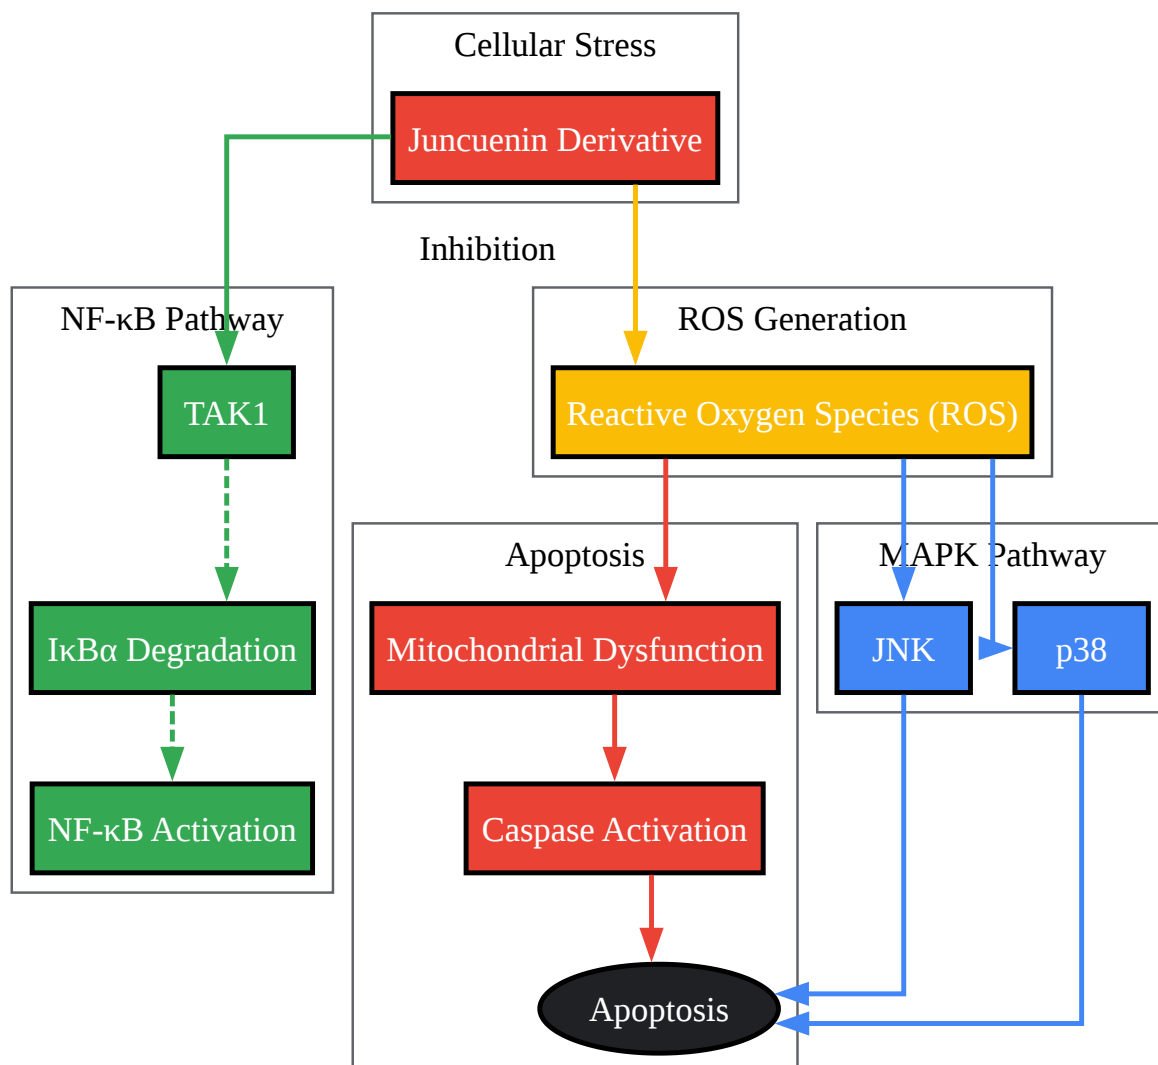 Cellular Stress
Juncuenin Derivative
Inhibition
NF-κB Pathway
ROS Generation
TAK1
Reactive Oxygen Species (ROS)
Apoptosis
MAPK Pathway
IκBα Degradation
Mitochondrial Dysfunction
JNK
p38
NF-κB Activation
Caspase Activation
Apoptosis